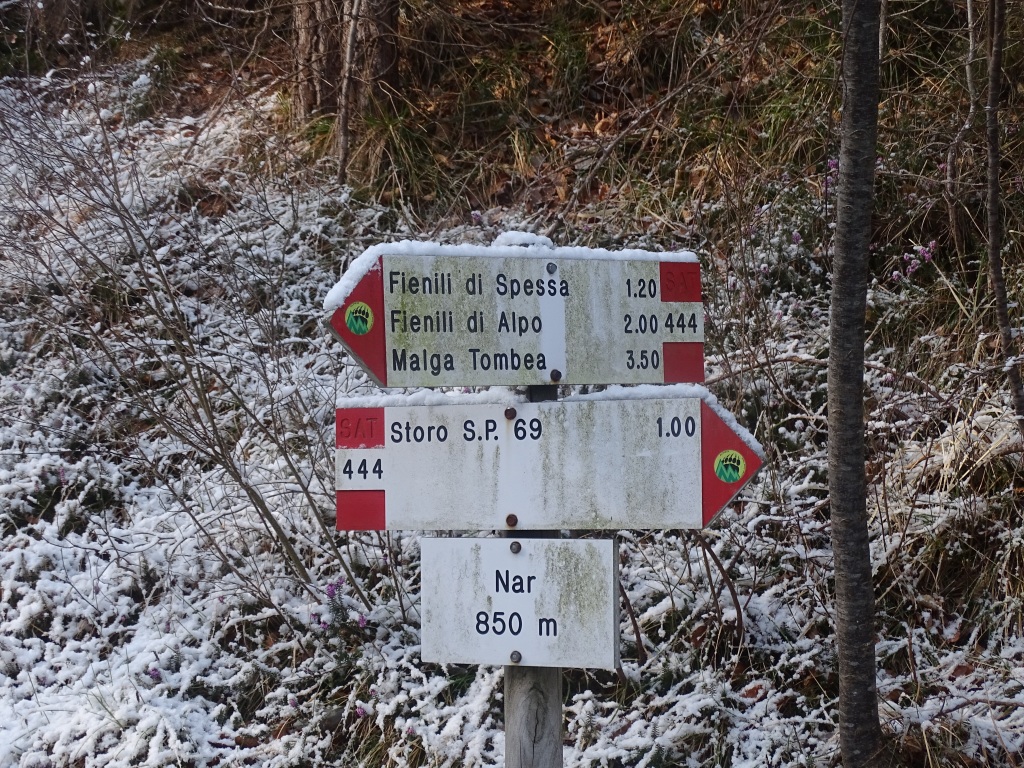 Fienili di Spessa 1.20 SAT
Fienili di Alpo 2.00 444
Malga Tombea 3.50
SAT Storo S.P. 69 1.00
444
Nar
850 m